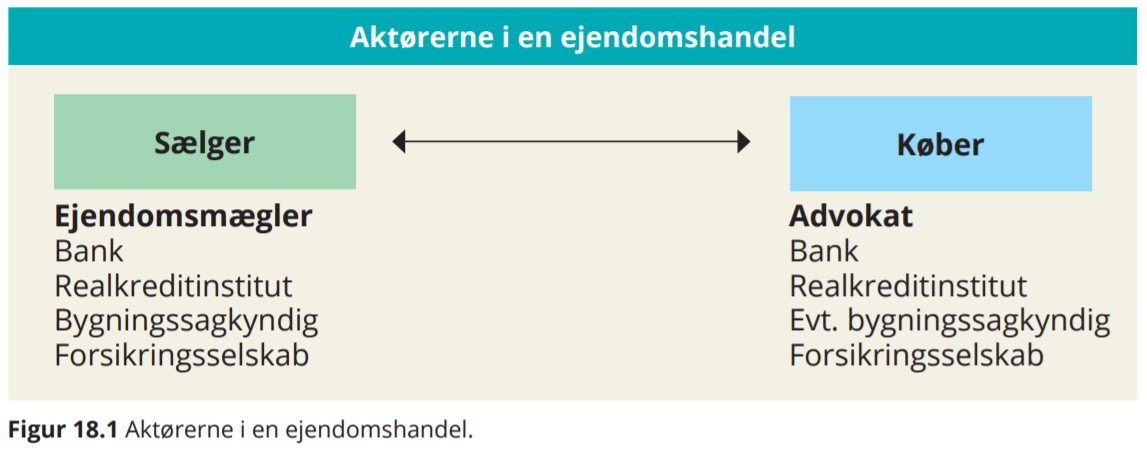 Aktørerne i en ejendomshandel
Sælger
Ejendomsmægler
Bank
Realkreditinstitut
Bygningssagkyndig
Forsikringsselskab
Køber
Advokat
Bank
Realkreditinstitut
Evt. bygningssagkyndig
Forsikringsselskab
Figur 18.1 Aktørerne i en ejendomshandel.